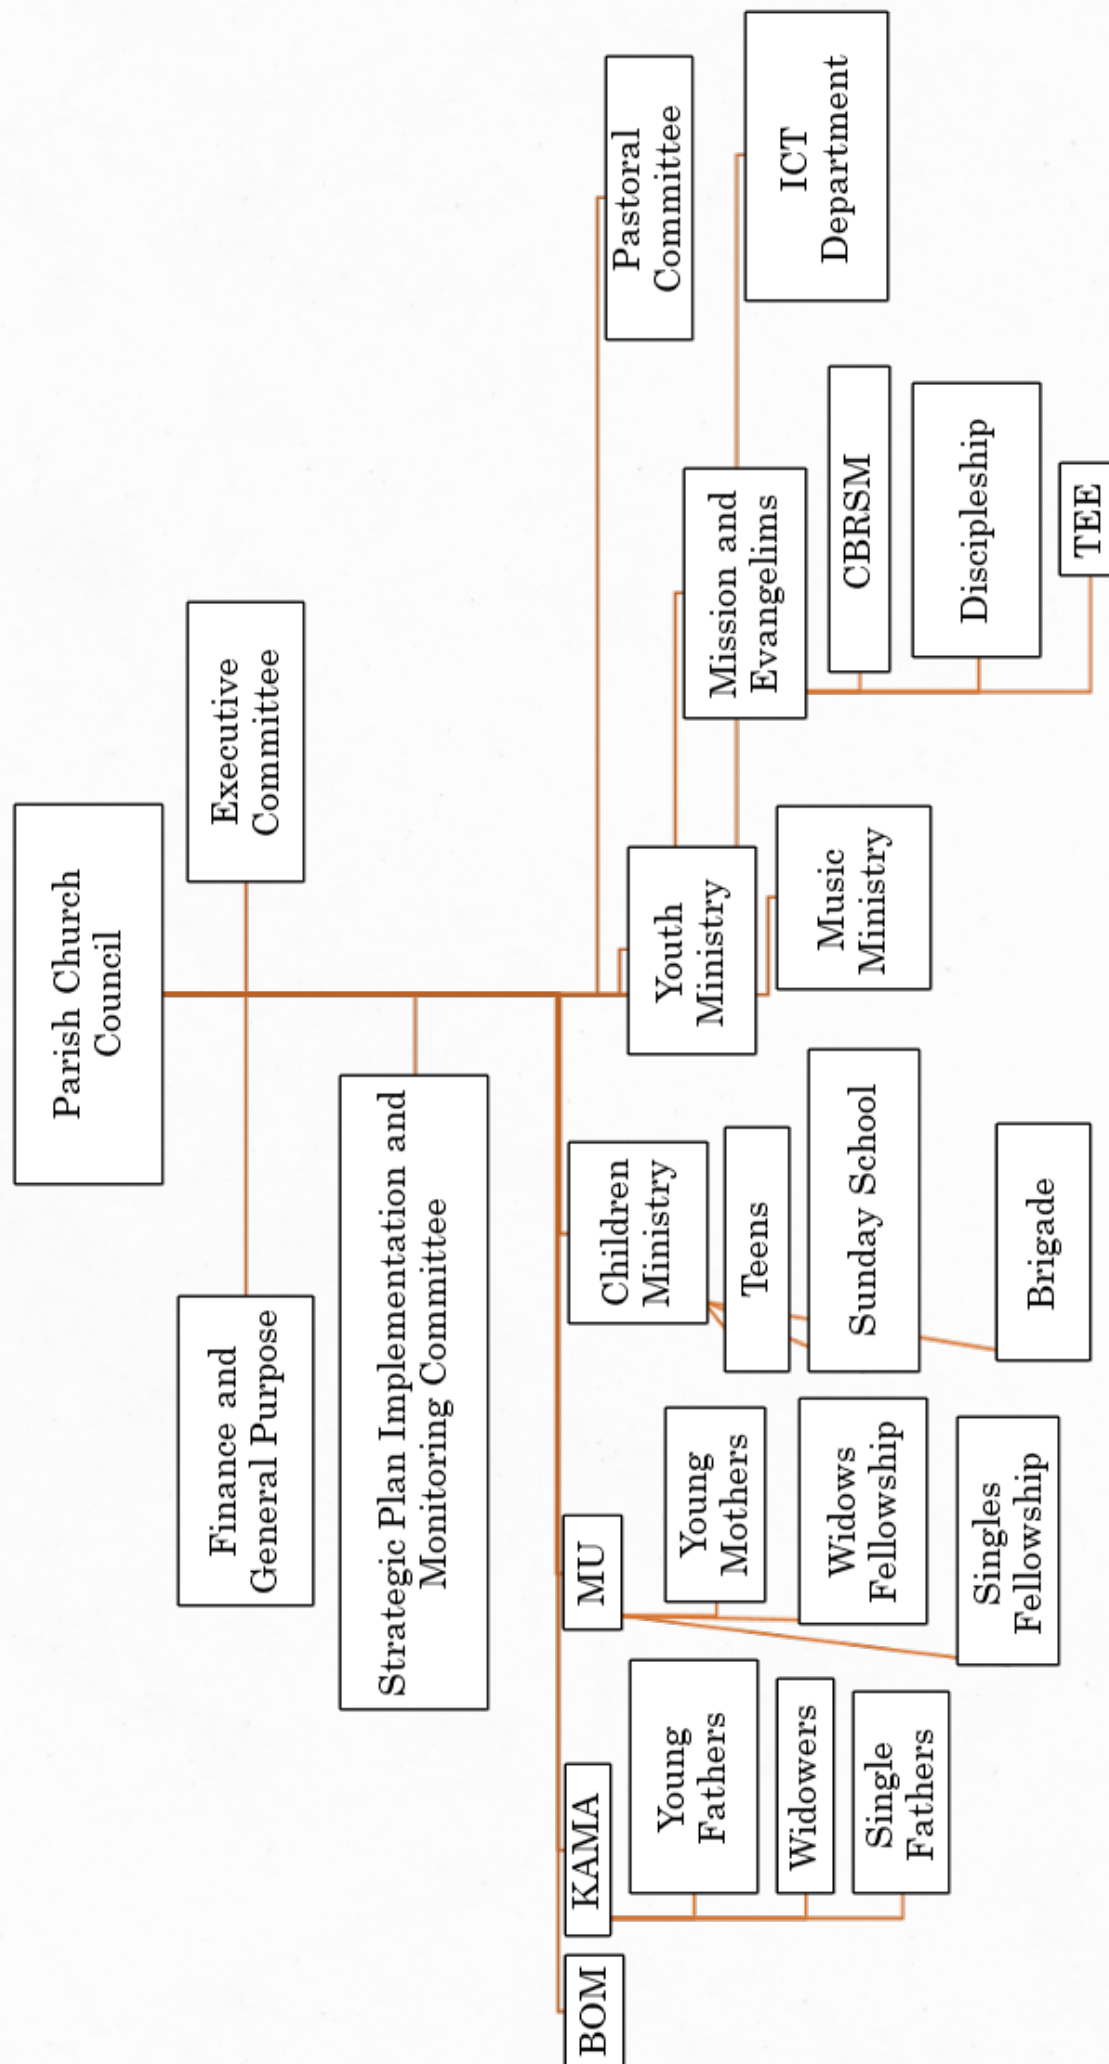 Parish Church
Council
Finance and
General Purpose
Executive
Committee
Strategic Plan Implementation and
Monitoring Committee
BOM
KAMA
MU
Children
Ministry
Youth
Ministry
Mission and
Evangelims
Pastoral
Committee
Young
Fathers
Widowers
Single
Fathers
Young
Mothers
Widows
Fellowship
Singles
Fellowship
Teens
Sunday School
Brigade
Music
Ministry
CBRSM
Discipleship
TEE
ICT
Department